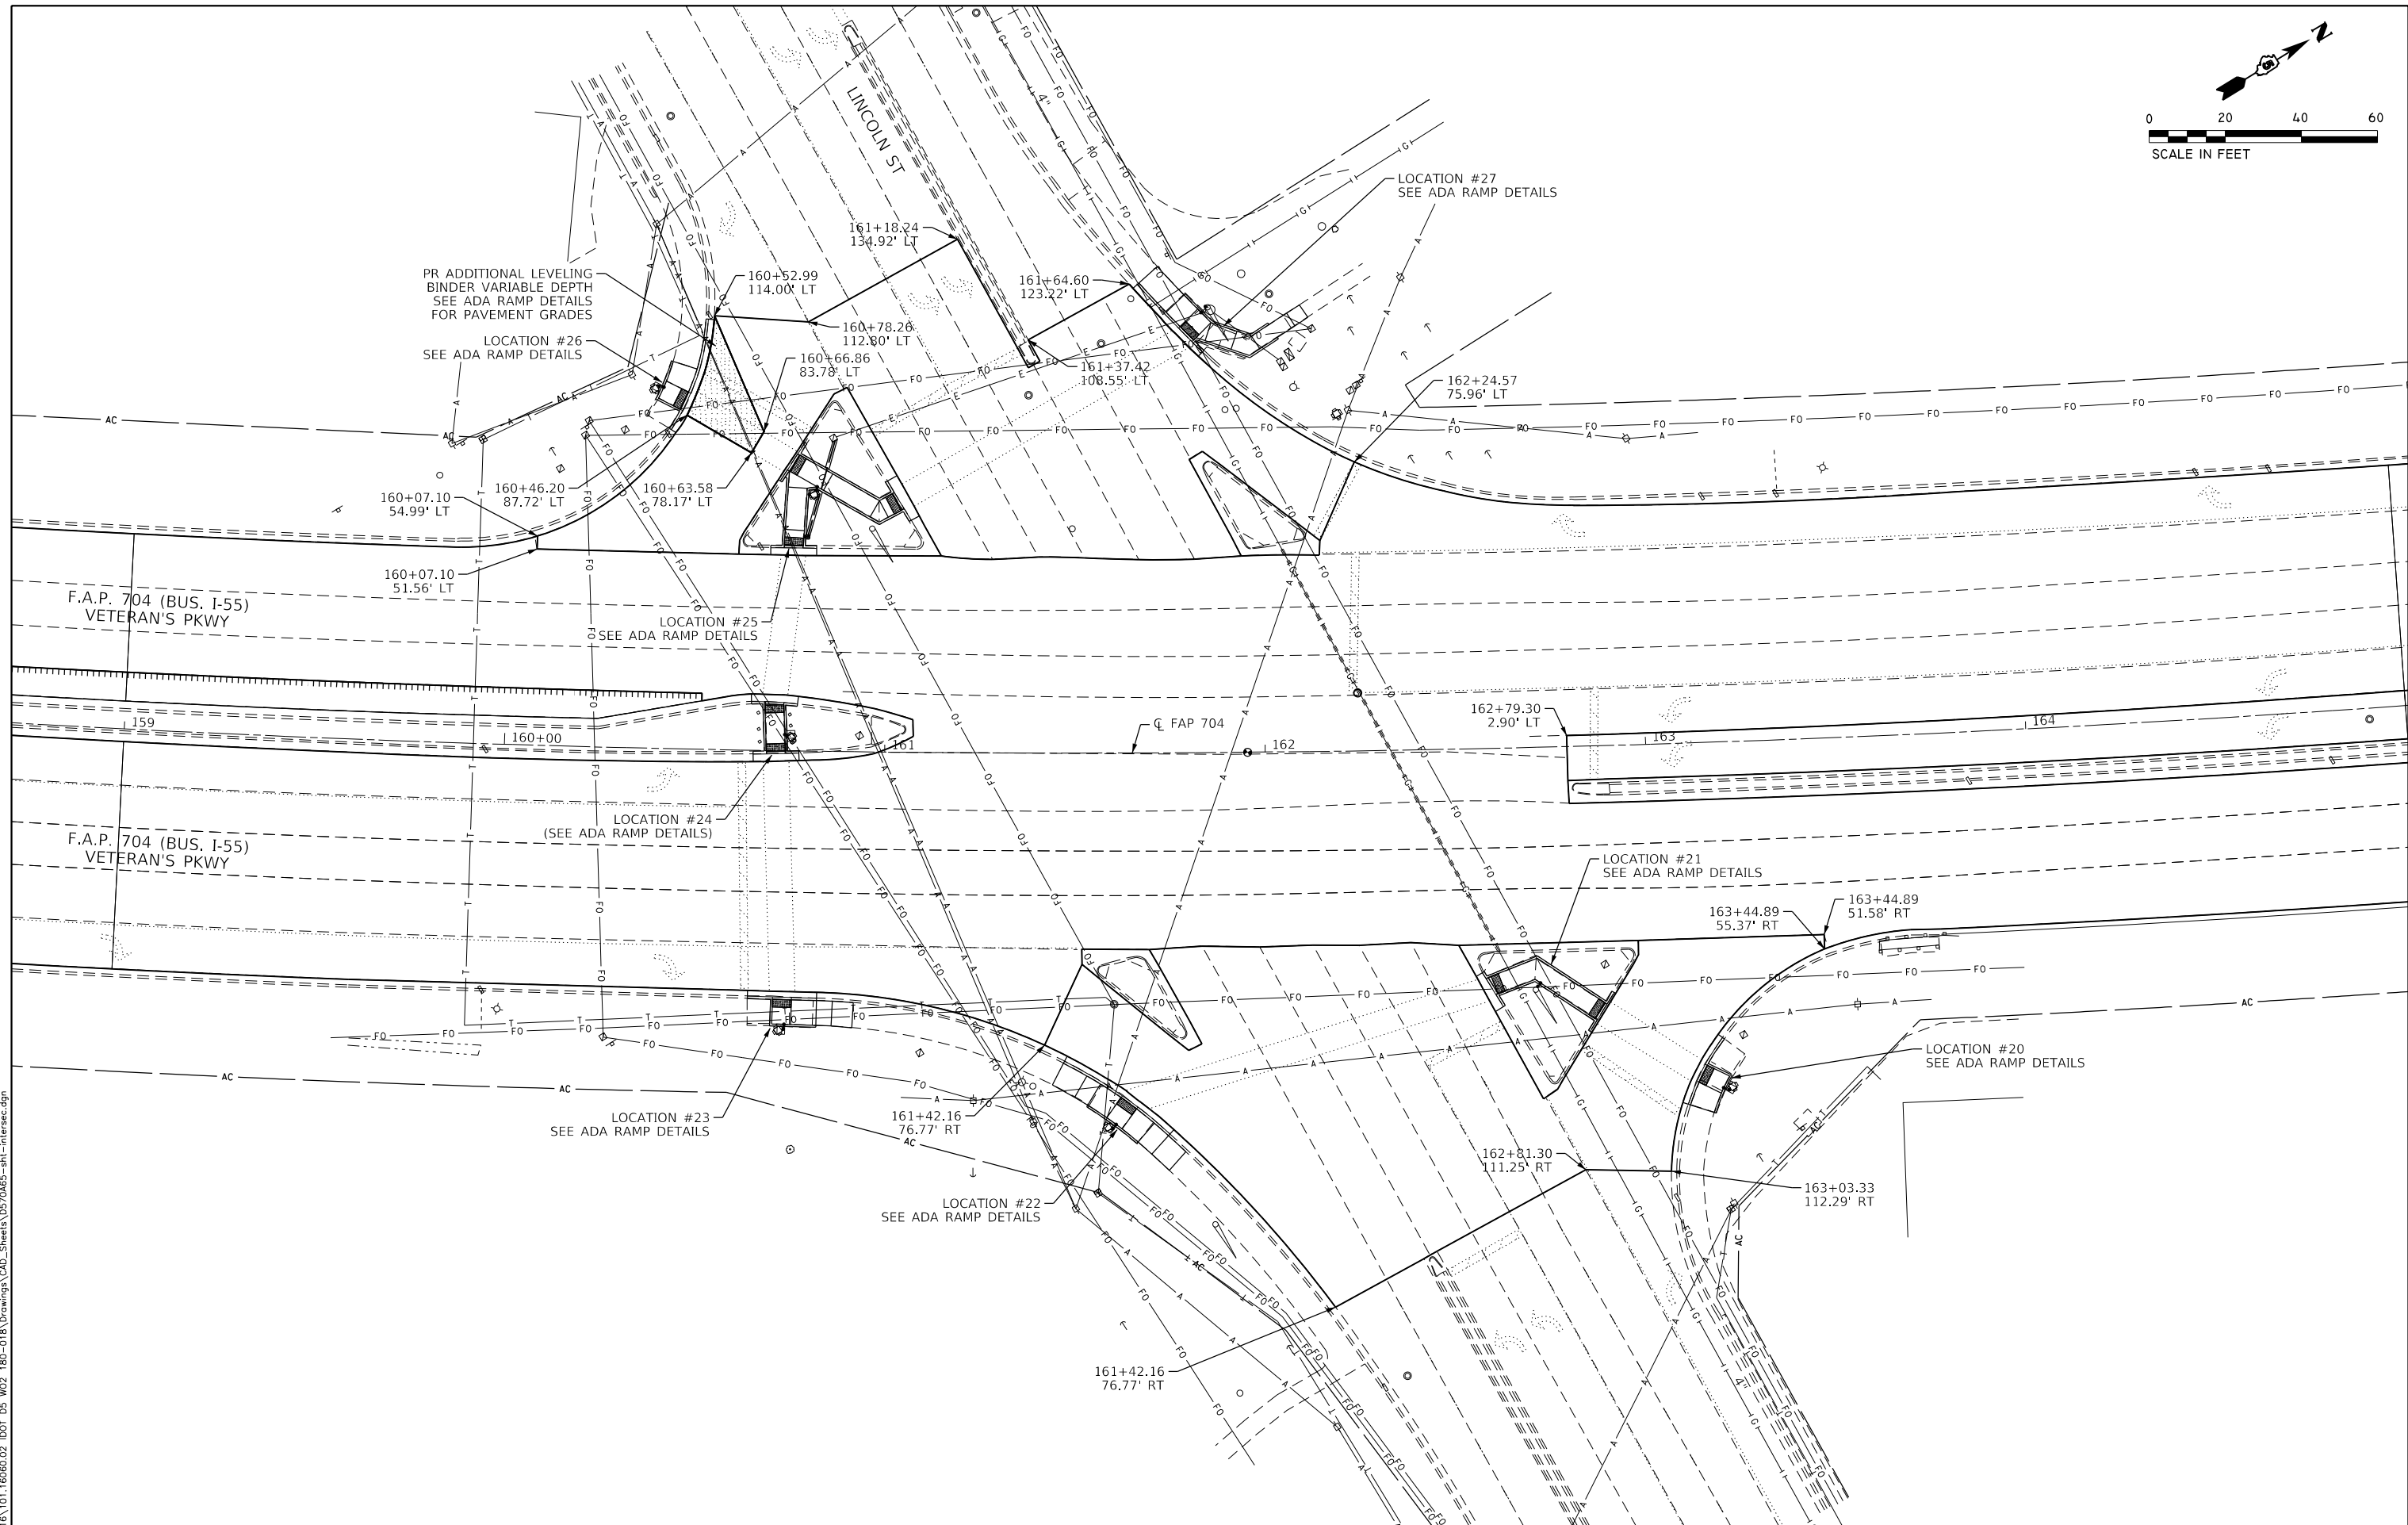 N
55
0 20 40 60
SCALE IN FEET
LINCOLN ST
4"
LOCATION #27
SEE ADA RAMP DETAILS
161+18.24
134.92' LT
PR ADDITIONAL LEVELING
BINDER VARIABLE DEPTH
SEE ADA RAMP DETAILS
FOR PAVEMENT GRADES
160+52.99
114.00' LT
161+64.60
123.22' LT
160+78.26
112.80' LT
LOCATION #26
SEE ADA RAMP DETAILS
160+66.86
83.78' LT
161+37.42
108.55' LT
162+24.57
75.96' LT
160+46.20
87.72' LT
160+63.58
78.17' LT
160+07.10
54.99' LT
160+07.10
51.56' LT
F.A.P. 704 (BUS. I-55)
VETERAN'S PKWY
LOCATION #25
SEE ADA RAMP DETAILS
159
160+00
161
℄ FAP 704
162
162+79.30
2.90' LT
163
164
LOCATION #24
(SEE ADA RAMP DETAILS)
F.A.P. 704 (BUS. I-55)
VETERAN'S PKWY
LOCATION #21
SEE ADA RAMP DETAILS
163+44.89
55.37' RT
163+44.89
51.58' RT
LOCATION #20
SEE ADA RAMP DETAILS
LOCATION #23
SEE ADA RAMP DETAILS
161+42.16
76.77' RT
162+81.30
111.25' RT
163+03.33
112.29' RT
LOCATION #22
SEE ADA RAMP DETAILS
161+42.16
76.77' RT
4"